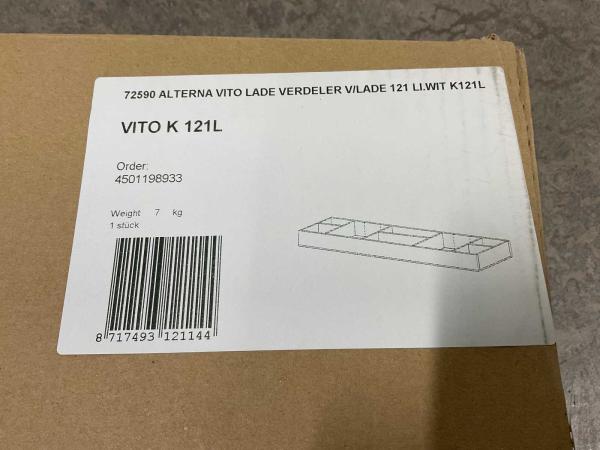 72590 ALTERNA VITO LADE VERDELER V/LADE 121 LI.WIT K121L
VITO K 121L
Order:
4501198933
Weight 7 kg
1 stück
8 717493 121144